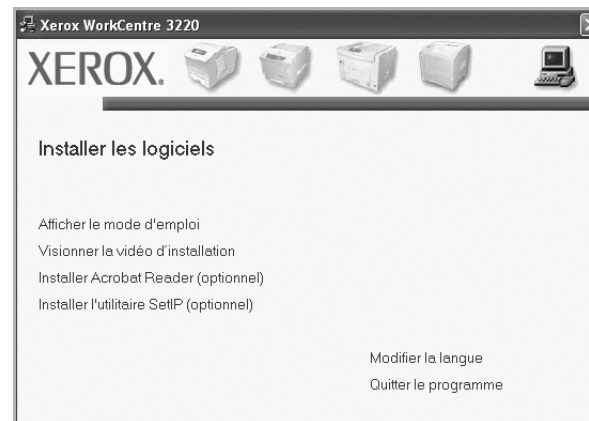 Xerox WorkCentre 3220
XEROX.
Installer les logiciels
Afficher le mode d'emploi
Visionner la vidéo d'installation
Installer Acrobat Reader (optionnel)
Installer l'utilitaire SetIP (optionnel)
Modifier la langue
Quitter le programme